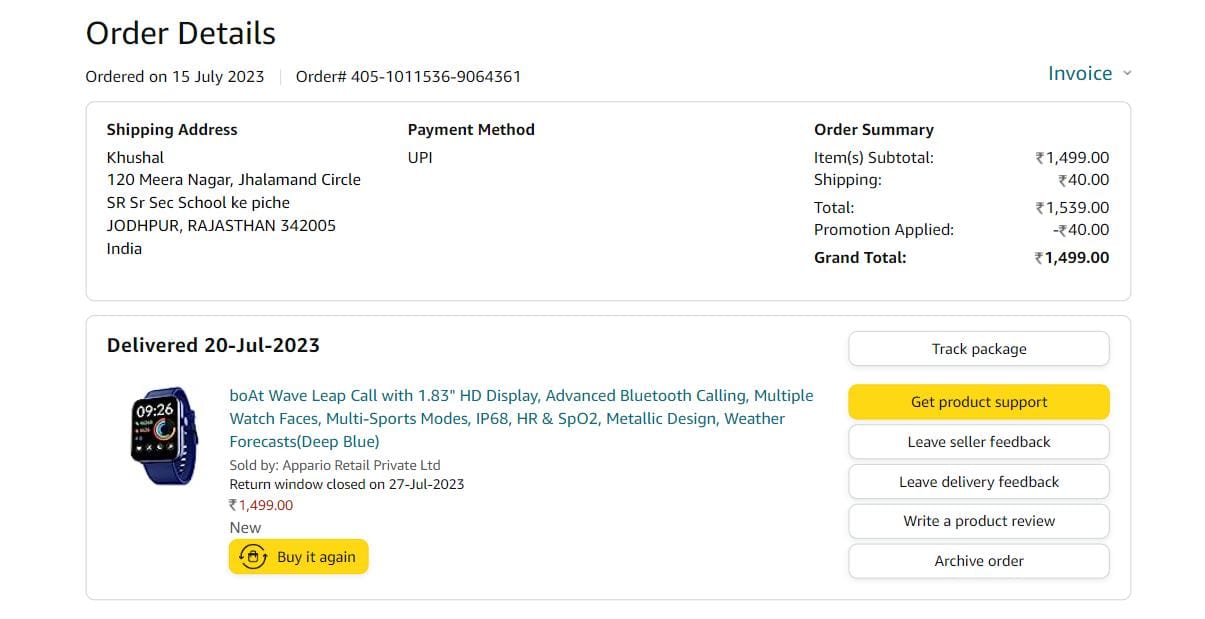 Order Details
Ordered on 15 July 2023
Order# 405-1011536-9064361
Invoice
Shipping Address
Khushal
120 Meera Nagar, Jhalamand Circle
SR Sr Sec School ke piche
JODHPUR, RAJASTHAN 342005
India
Payment Method
UPI
Order Summary
Item(s) Subtotal: ₹1,499.00
Shipping: ₹40.00
Total: ₹1,539.00
Promotion Applied: -₹40.00
Grand Total: ₹1,499.00
Delivered 20-Jul-2023
09:26
boAt Wave Leap Call with 1.83" HD Display, Advanced Bluetooth Calling, Multiple
Watch Faces, Multi-Sports Modes, IP68, HR & SpO2, Metallic Design, Weather
Forecasts(Deep Blue)
Sold by: Appario Retail Private Ltd
Return window closed on 27-Jul-2023
₹1,499.00
New
Buy it again
Track package
Get product support
Leave seller feedback
Leave delivery feedback
Write a product review
Archive order